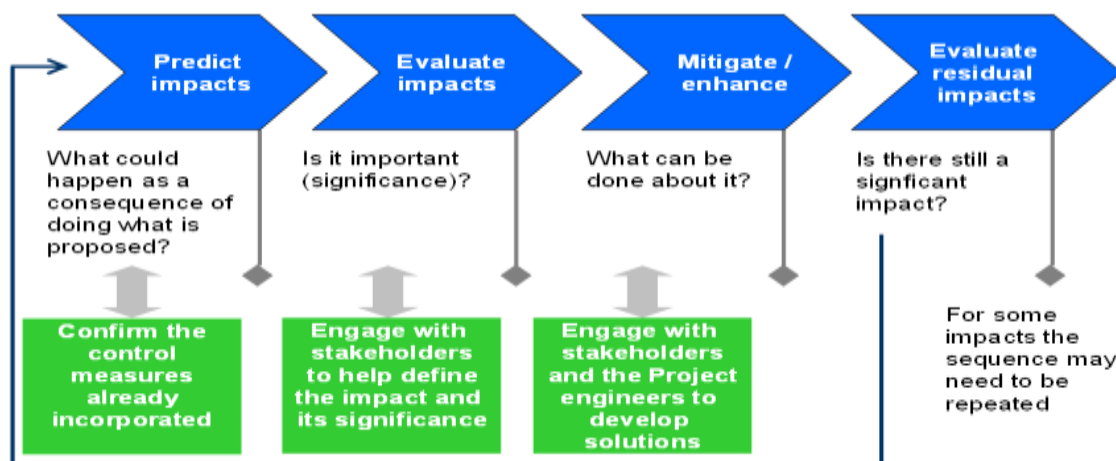 Predict
impacts
Evaluate
impacts
Mitigate /
enhance
Evaluate
residual
impacts
What could
happen as a
consequence of
doing what is
proposed?
Is it important
(significance)?
What can be
done about it?
Is there still a
signficant
impact?
Confirm the
control
measures
already
incorporated
Engage with
stakeholders
to help define
the impact and
its significance
Engage with
stakeholders
and the Project
engineers to
develop
solutions
For some
impacts the
sequence may
need to be
repeated